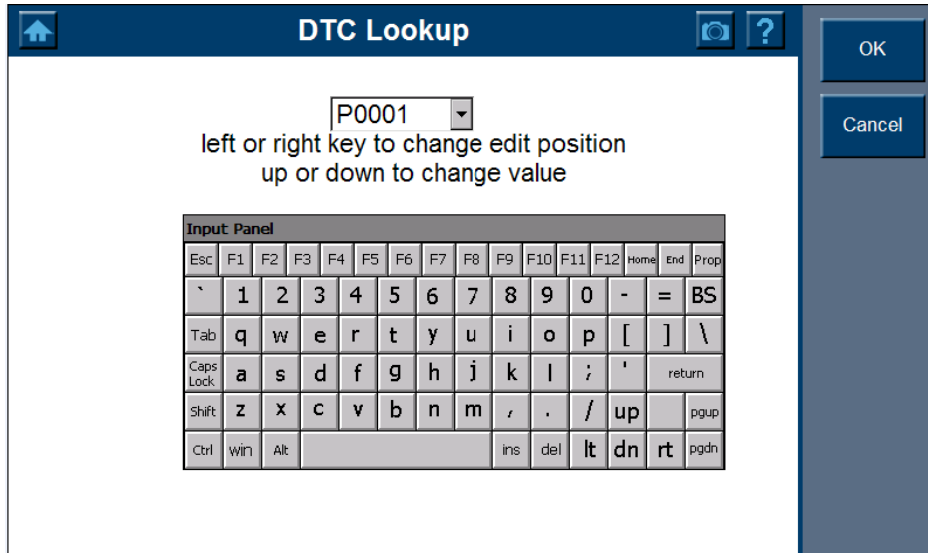 DTC Lookup
?
OK
Cancel
P0001
left or right key to change edit position
up or down to change value
Input Panel
Esc F1 F2 F3 F4 F5 F6 F7 F8 F9 F10 F11 F12 Home End Prop
` 1 2 3 4 5 6 7 8 9 0 - = BS
Tab q w e r t y u i o p [ ] \
Caps Lock a s d f g h j k l ; ' return
Shift z x c v b n m , . / up pgup
Ctrl win Alt ins del lt dn rt pgdn